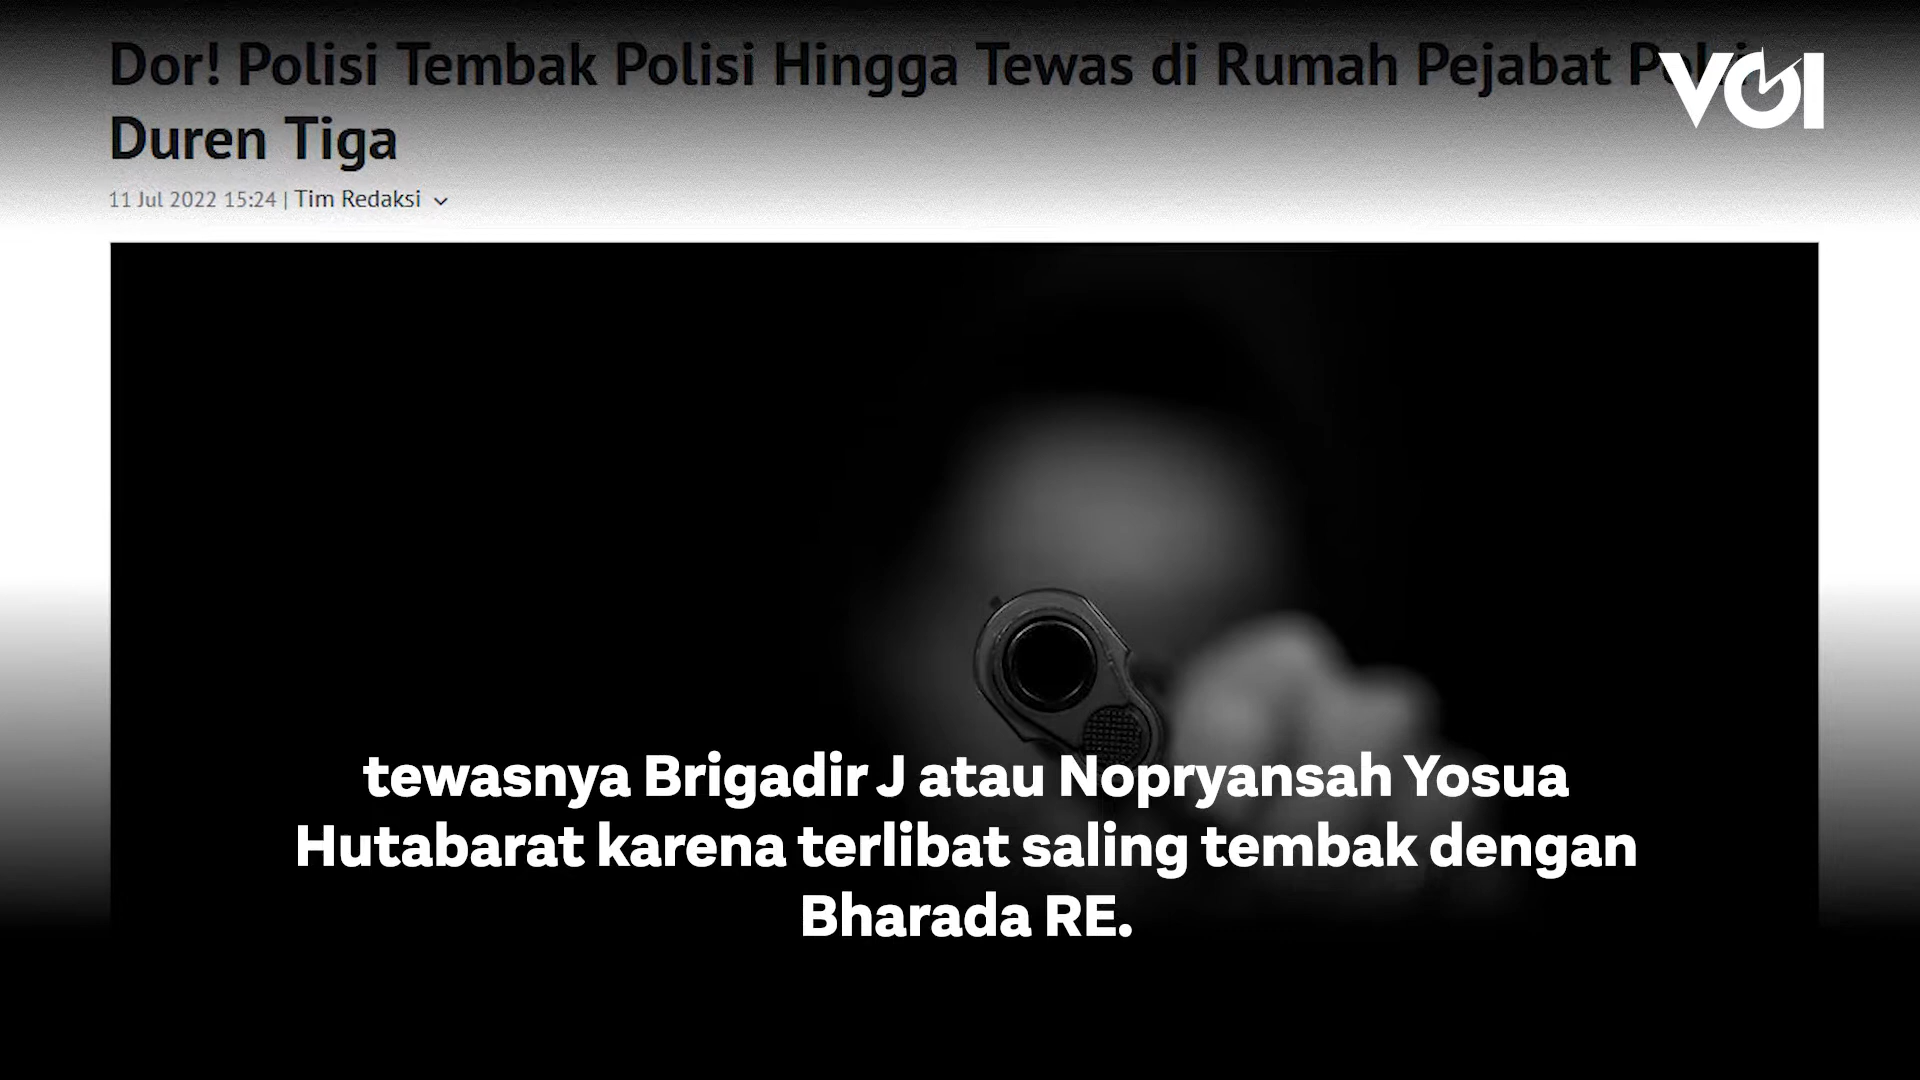 Dor! Polisi Tembak Polisi Hingga Tewas di Rumah Pejabat
VOI
Duren Tiga
11 Jul 2022 15:24 | Tim Redaksi
tewasnya Brigadir J atau Nopryansah Yosua
Hutabarat karena terlibat saling tembak dengan
Bharada RE.